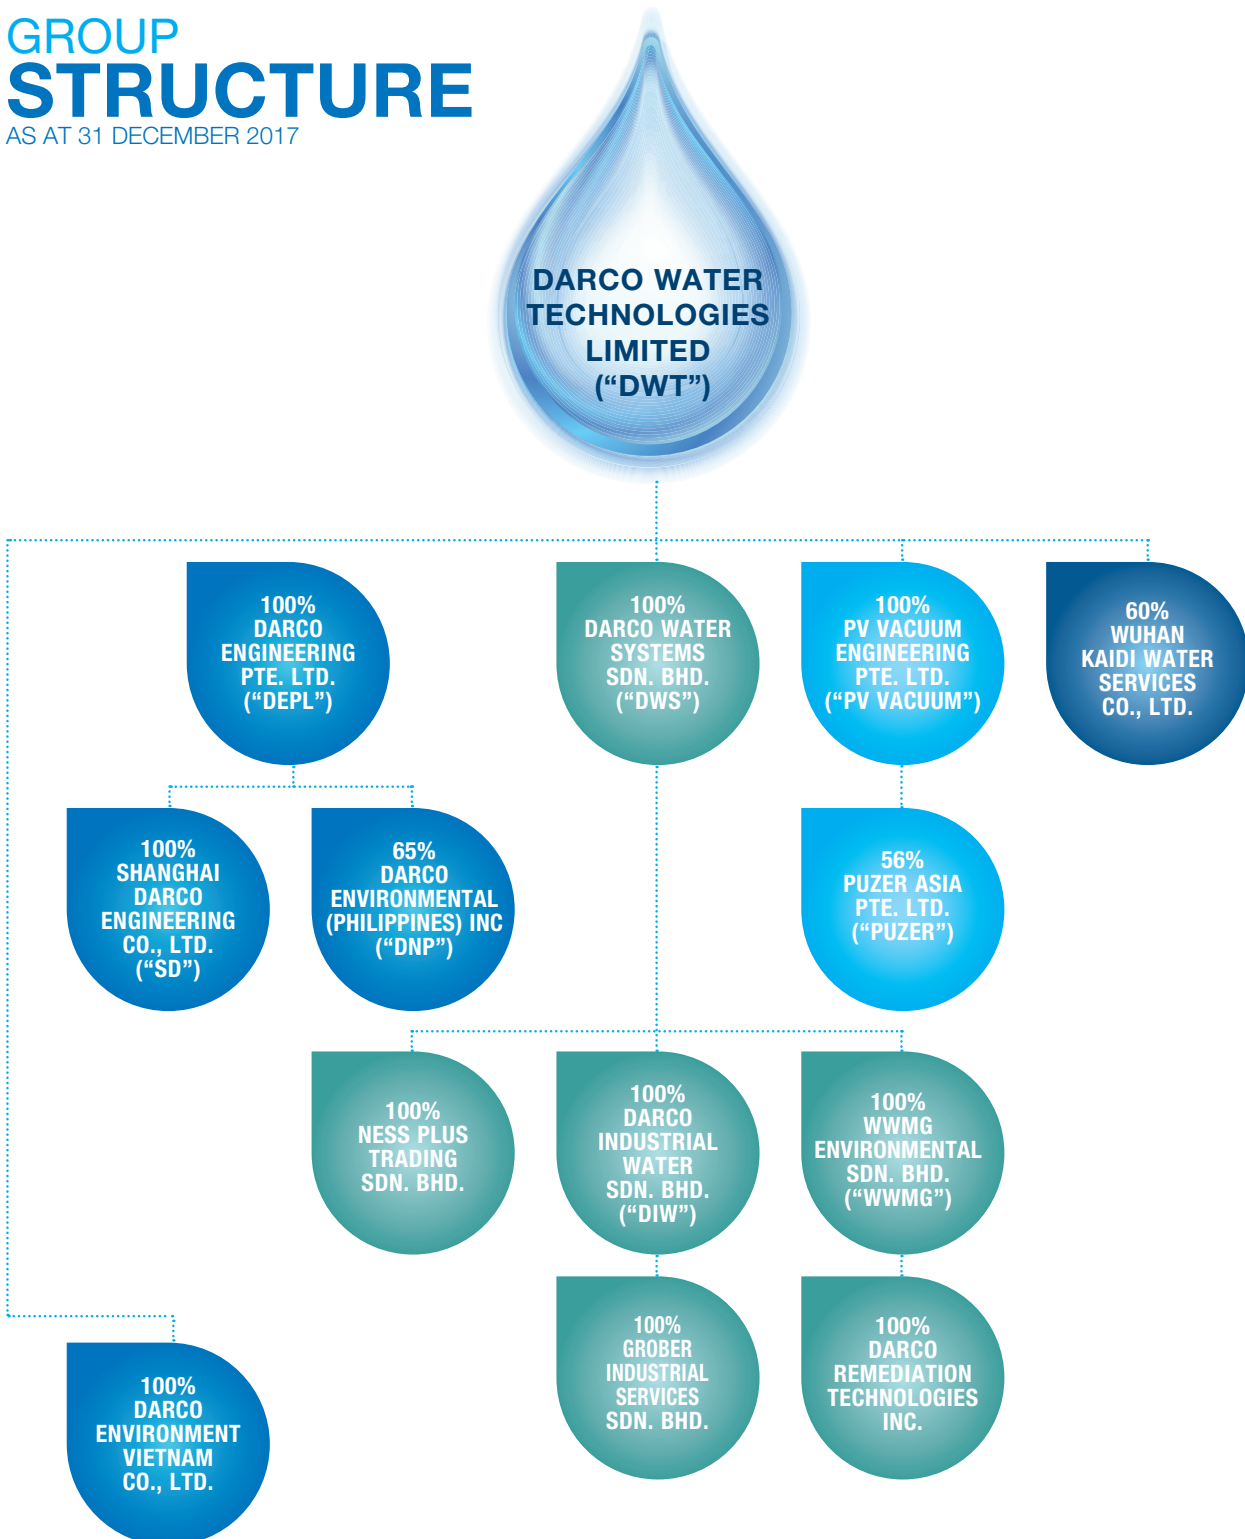 GROUP
STRUCTURE
AS AT 31 DECEMBER 2017
DARCO WATER
TECHNOLOGIES
LIMITED
(“DWT”)
100%
DARCO
ENGINEERING
PTE. LTD.
(“DEPL”)
100%
DARCO WATER
SYSTEMS
SDN. BHD.
(“DWS”)
100%
PV VACUUM
ENGINEERING
PTE. LTD.
(“PV VACUUM”)
60%
WUHAN
KAIDI WATER
SERVICES
CO., LTD.
100%
SHANGHAI
DARCO
ENGINEERING
CO., LTD.
(“SD”)
65%
DARCO
ENVIRONMENTAL
(PHILIPPINES) INC
(“DNP”)
56%
PUZER ASIA
PTE. LTD.
(“PUZER”)
100%
NESS PLUS
TRADING
SDN. BHD.
100%
DARCO
INDUSTRIAL
WATER
SDN. BHD.
(“DIW”)
100%
WWMG
ENVIRONMENTAL
SDN. BHD.
(“WWMG”)
100%
GROBER
INDUSTRIAL
SERVICES
SDN. BHD.
100%
DARCO
REMEDIATION
TECHNOLOGIES
INC.
100%
DARCO
ENVIRONMENT
VIETNAM
CO., LTD.